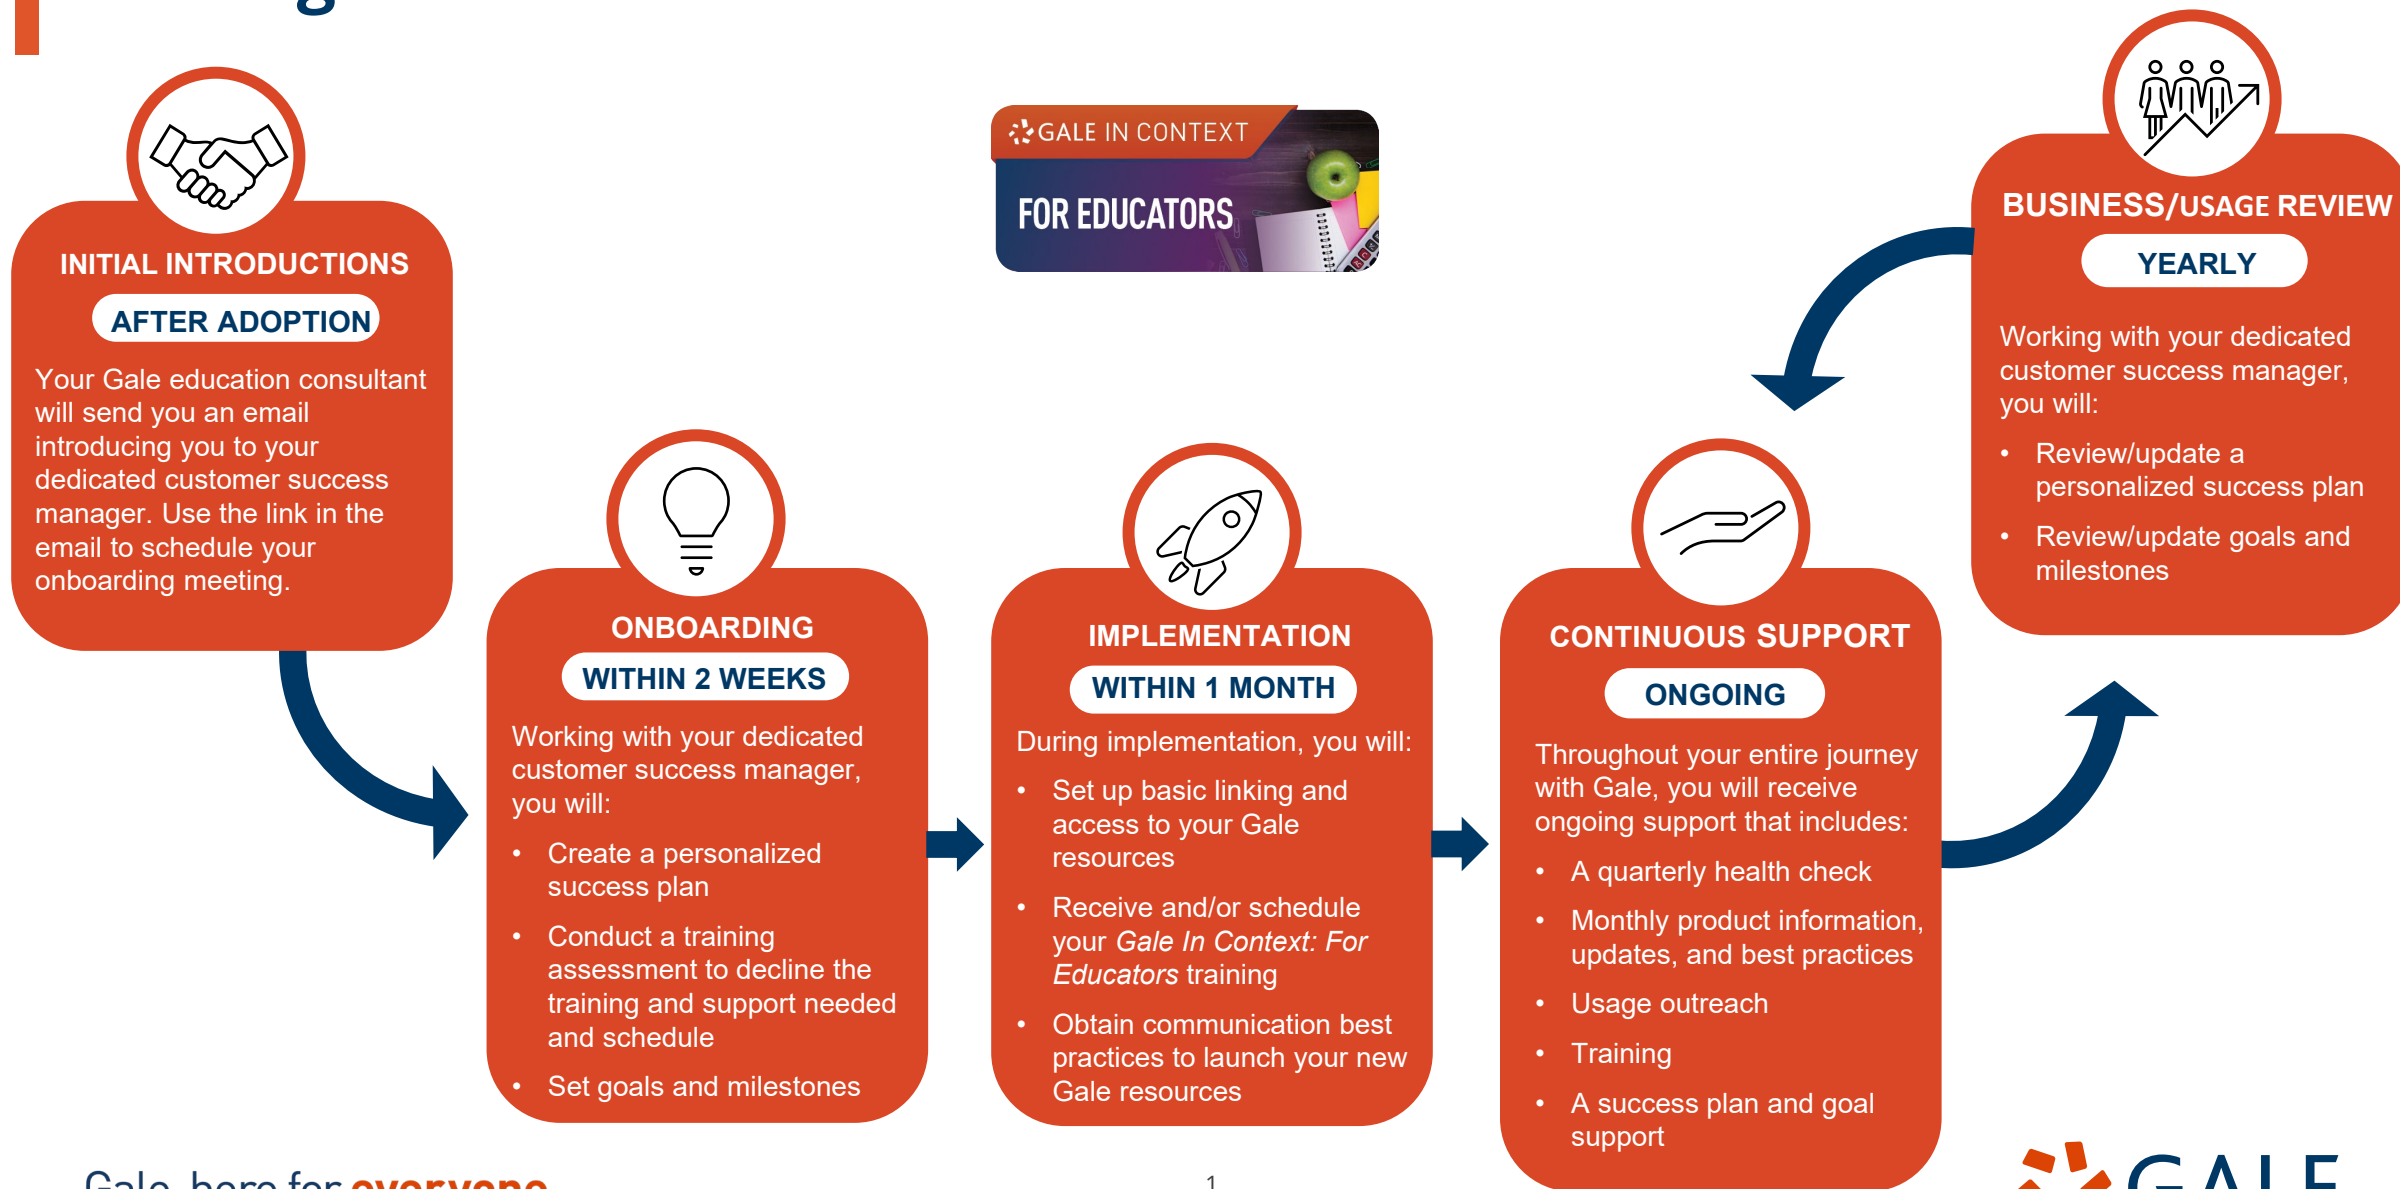 GALE IN CONTEXT
FOR EDUCATORS
INITIAL INTRODUCTIONS
AFTER ADOPTION
Your Gale education consultant
will send you an email
introducing you to your
dedicated customer success
manager. Use the link in the
email to schedule your
onboarding meeting.
ONBOARDING
WITHIN 2 WEEKS
Working with your dedicated
customer success manager,
you will:
• Create a personalized
success plan
• Conduct a training
assessment to decline the
training and support needed
and schedule
• Set goals and milestones
IMPLEMENTATION
WITHIN 1 MONTH
During implementation, you will:
• Set up basic linking and
access to your Gale
resources
• Receive and/or schedule
your Gale In Context: For
Educators training
• Obtain communication best
practices to launch your new
Gale resources
CONTINUOUS SUPPORT
ONGOING
Throughout your entire journey
with Gale, you will receive
ongoing support that includes:
• A quarterly health check
• Monthly product information,
updates, and best practices
• Usage outreach
• Training
• A success plan and goal
support
BUSINESS/USAGE REVIEW
YEARLY
Working with your dedicated
customer success manager,
you will:
• Review/update a
personalized success plan
• Review/update goals and
milestones
Gale, here for everyone
1
GALE